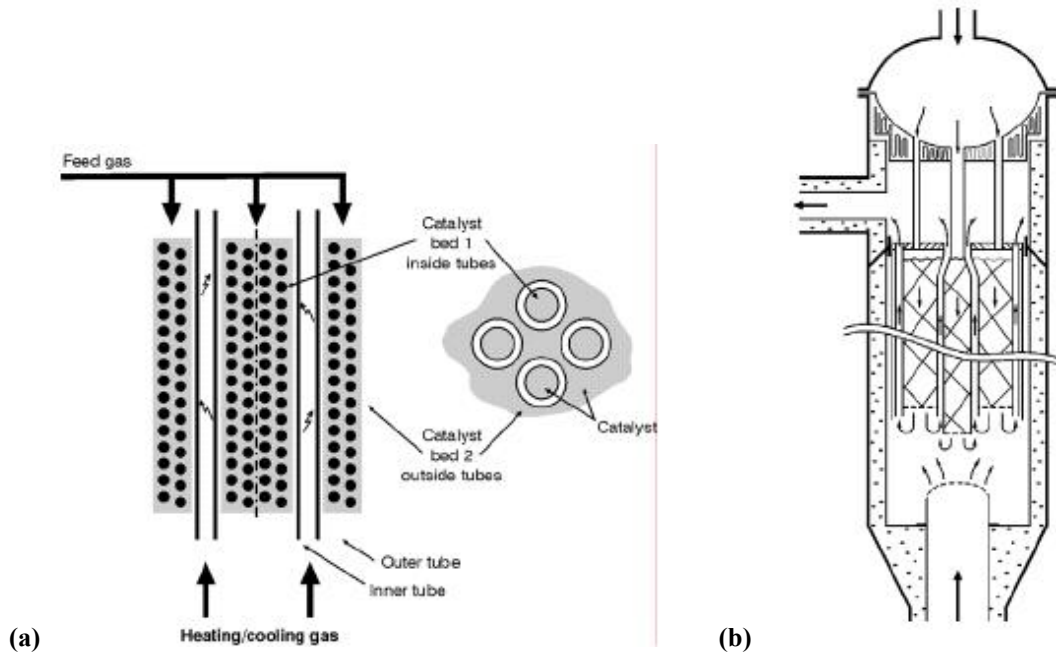 Feed gas
Catalyst
bed 1
inside tubes
Catalyst
Catalyst
bed 2
outside tubes
Outer tube
Inner tube
Heating/cooling gas
(a)
(b)